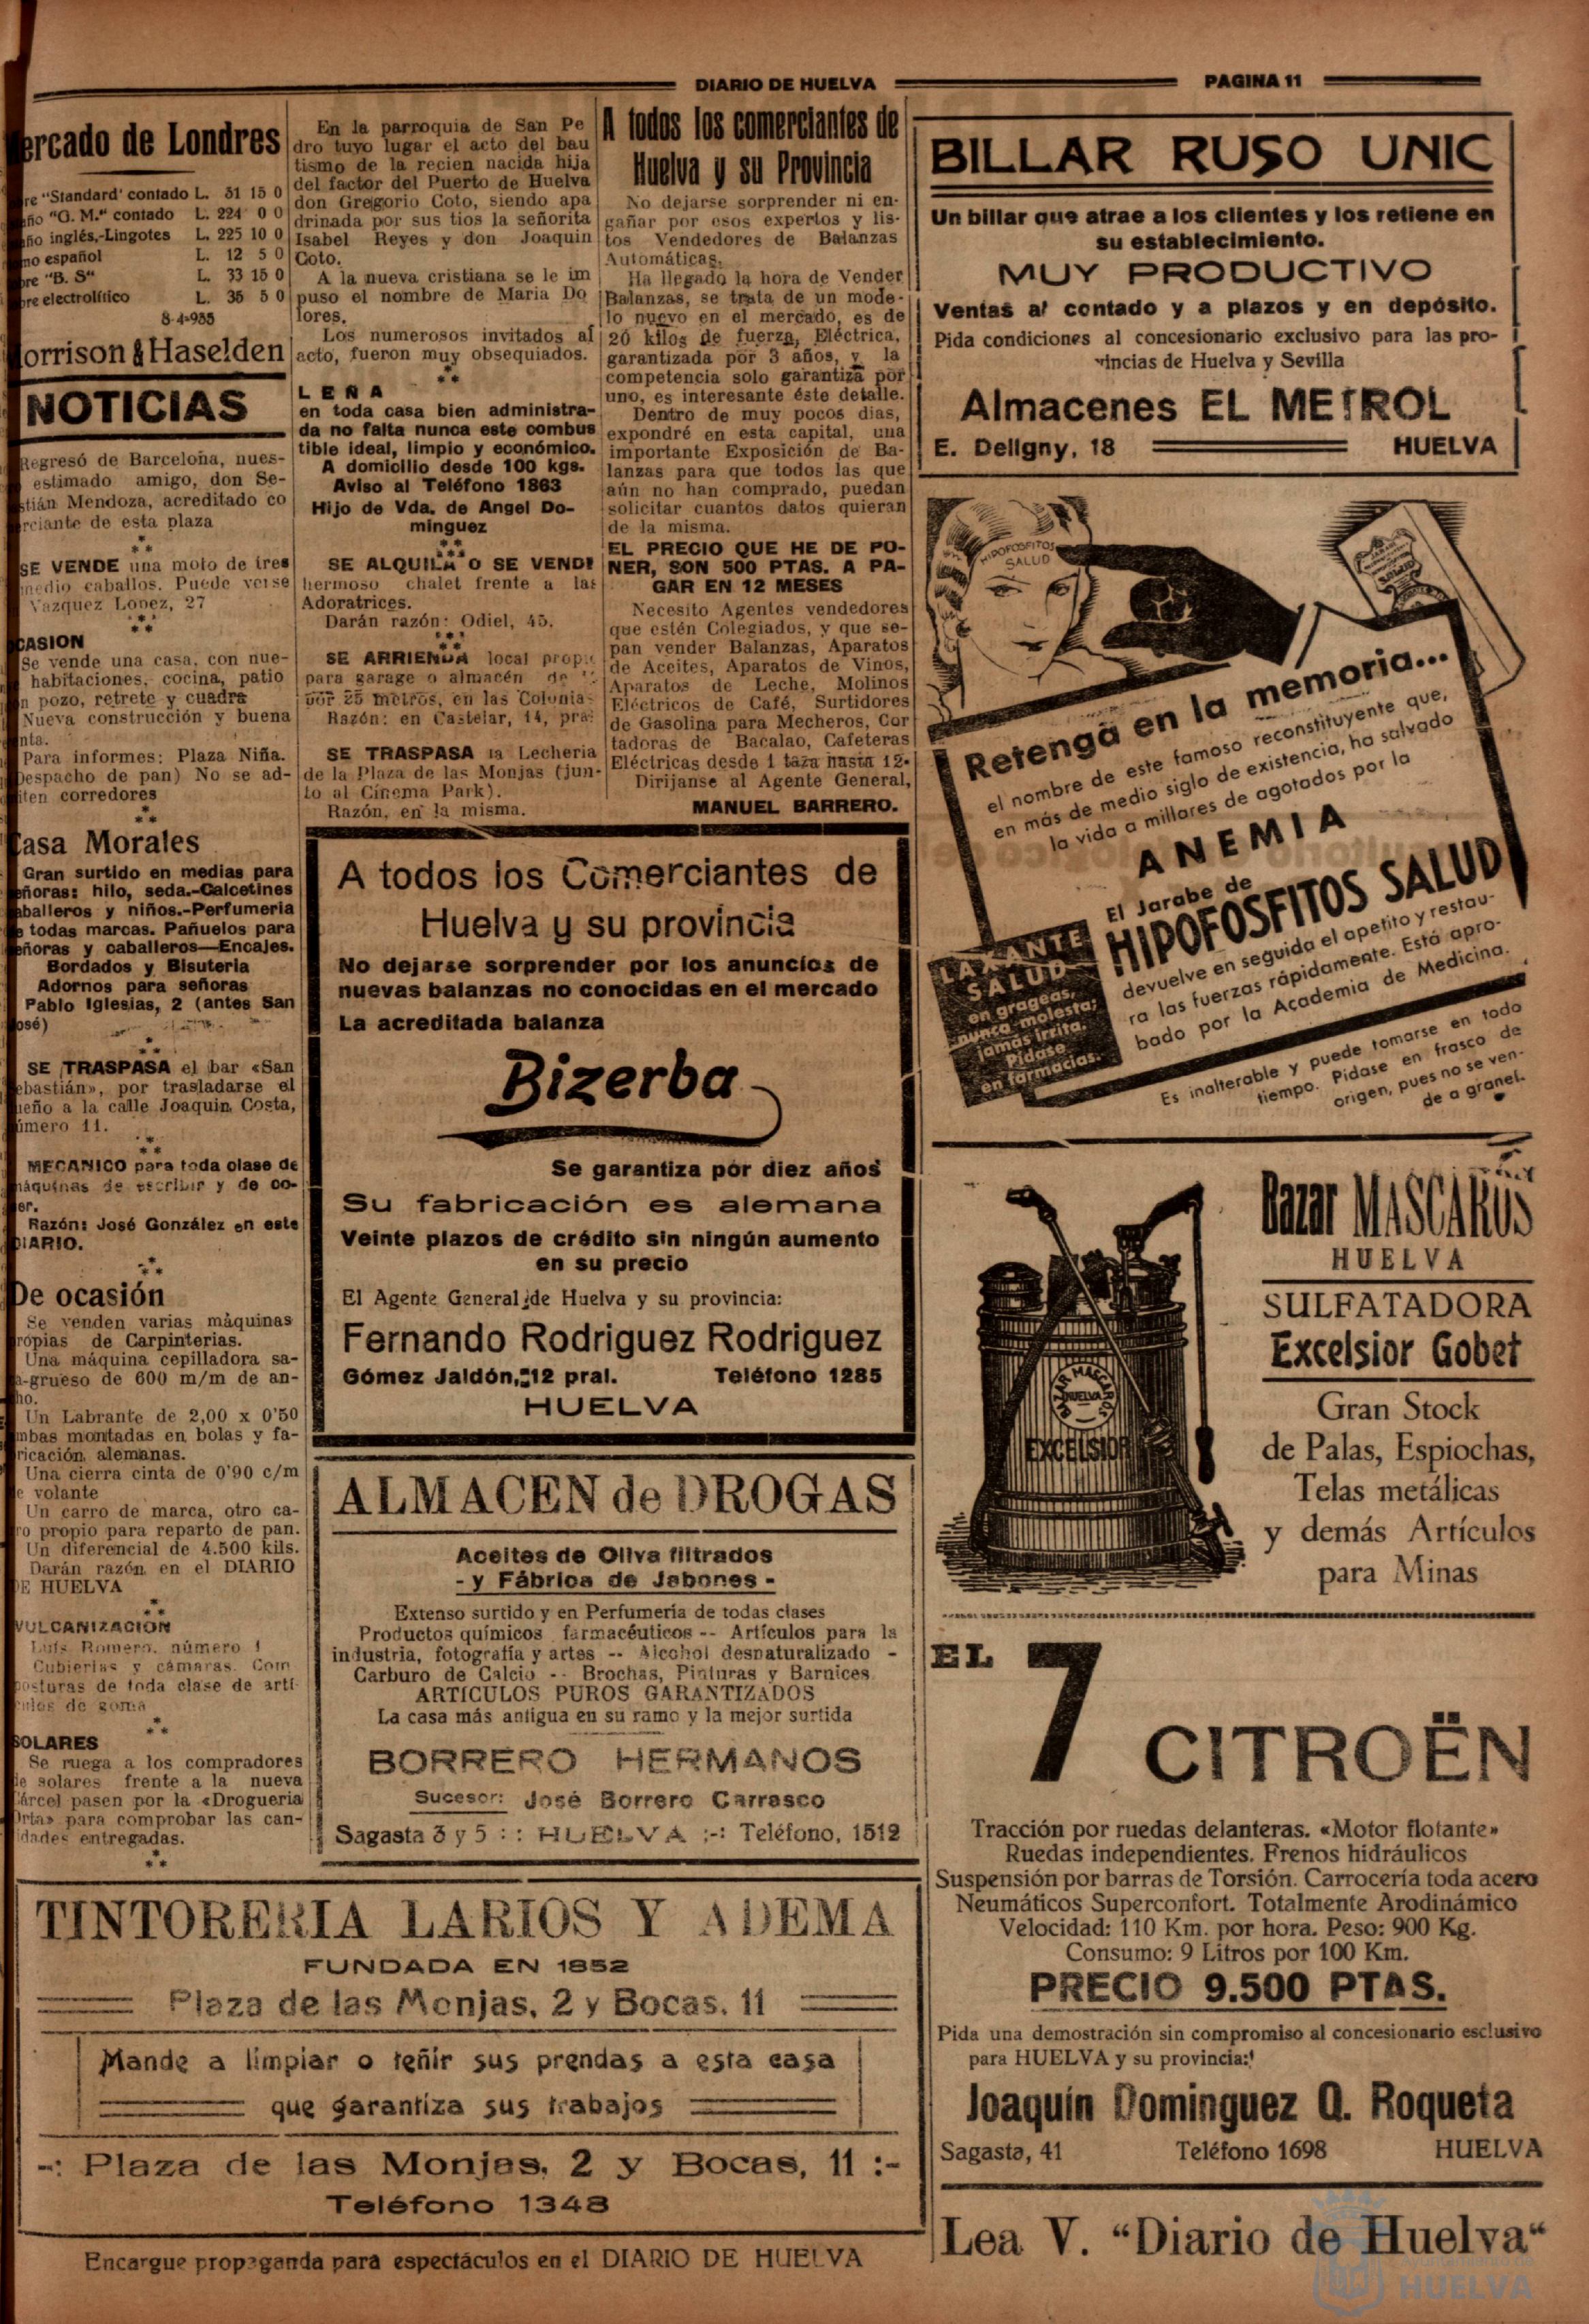 DIARIO DE HUELVA
PAGINA 11
ercado de Londres
re "Standard' contado L. 31 15 0
año "G. M." contado L. 224 0 0
año inglés,-Lingotes L. 225 10 0
mo español L. 12 5 0
bre "B. S" L. 33 15 0
bre electrolítico L. 35 5 0
8-4-935
orrison & Haselden
NOTICIAS
Regresó de Barcelona, nues-
estimado amigo, don Se-
stián Mendoza, acreditado co
rciante de esta plaza
SE VENDE una moto de tres
medio caballos. Puede verse
Vazquez Lopez, 27
CASION
Se vende una casa, con nue-
habitaciones, cocina, patio
n pozo, retrete y cuadra
Nueva construcción y buena
nta.
Para informes: Plaza Niña.
Despacho de pan) No se ad-
iten corredores
Casa Morales
Gran surtido en medias para
eñoras: hilo, seda.-Calcetines
aballeros y niños.-Perfumeria
e todas marcas. Pañuelos para
eñoras y caballeros—Encajes.
Bordados y Bisuteria
Adornos para señoras
Pablo Iglesias, 2 (antes San
osé)
SE TRASPASA el bar «San
ebastián», por trasladarse el
ueño a la calle Joaquin Costa,
úmero 11.
MECANICO para toda clase de
máquinas de escribir y de co-
er.
Razón: José González en este
DIARIO.
De ocasión
Se venden varias máquinas
ropias de Carpinterias.
Una máquina cepilladora sa-
a-grueso de 600 m/m de an-
ho.
Un Labrante de 2,00 x 0'50
mbas montadas en bolas y fa-
ricación alemanas.
Una cierra cinta de 0'90 c/m
e volante
Un carro de marca, otro ca-
ro propio para reparto de pan.
Un diferencial de 4.500 kils.
Darán razón en el DIARIO
DE HUELVA
VULCANIZACIÓN
Luis Romero, número 1
Cubiertas y cámaras. Com
posturas de toda clase de artí-
culos de goma
SOLARES
Se ruega a los compradores
de solares frente a la nueva
Cárcel pasen por la «Drogueria
Orta» para comprobar las can-
idades entregadas.
En la parroquia de San Pe
dro tuvo lugar el acto del bau
tismo de la recien nacida hija
del factor del Puerto de Huelva
don Gregorio Coto, siendo apa
drinada por sus tios la señorita
Isabel Reyes y don Joaquin
Coto.
A la nueva cristiana se le im
puso el nombre de Maria Do
lores.
Los numerosos invitados al
acto, fueron muy obsequiados.
LEÑA
en toda casa bien administra-
da no falta nunca este combus
tible ideal, limpio y económico.
A domicilio desde 100 kgs.
Aviso al Teléfono 1863
Hijo de Vda. de Angel Do-
minguez
SE ALQUILA O SE VENDE
hermoso chalet frente a las
Adoratrices.
Darán razón: Odiel, 45.
SE ARRIENDA local propi
para garage o almacén de
por 25 metros, en las Colonias
Razón: en Castelar, 14, pra
SE TRASPASA la Lecheria
de la Plaza de las Monjas (jun-
to al Cinema Park).
Razón, en la misma.
A todos los comerciantes de
Huelva y su Provincia
No dejarse sorprender ni en-
gañar por esos expertos y lis-
tos Vendedores de Balanzas
Automáticas.
Ha llegado la hora de Vender
Balanzas, se trata de un mode-
lo nuevo en el mercado, es de
20 kilos de fuerza, Eléctrica,
garantizada por 3 años, y la
competencia solo garantiza por
uno, es interesante éste detalle.
Dentro de muy pocos dias,
expondré en esta capital, una
importante Exposición de Ba-
lanzas para que todos las que
aún no han comprado, puedan
solicitar cuantos datos quieran
de la misma.
EL PRECIO QUE HE DE PO-
NER, SON 500 PTAS. A PA-
GAR EN 12 MESES
Necesito Agentes vendedores
que estén Colegiados, y que se-
pan vender Balanzas, Aparatos
de Aceites, Aparatos de Vinos,
Aparatos de Leche, Molinos
Eléctricos de Café, Surtidores
de Gasolina para Mecheros, Cor
tadoras de Bacalao, Cafeteras
Eléctricas desde 1 taza hasta 12.
Dirijanse al Agente General,
MANUEL BARRERO.
A todos los Comerciantes de
Huelva y su provincia
No dejarse sorprender por los anuncios de
nuevas balanzas no conocidas en el mercado
La acreditada balanza
Bizerba
Se garantiza por diez años
Su fabricación es alemana
Veinte plazos de crédito sin ningún aumento
en su precio
El Agente General de Huelva y su provincia:
Fernando Rodriguez Rodriguez
Gómez Jaldón, 12 pral. Teléfono 1285
HUELVA
ALMACEN de DROGAS
Aceites de Oliva filtrados
- y Fábrica de Jabones -
Extenso surtido y en Perfumería de todas clases
Productos químicos farmacéuticos -- Artículos para la
industria, fotografía y artes -- Alcohol desnaturalizado -
Carburo de Calcio -- Brochas, Pinturas y Barnices
ARTÍCULOS PUROS GARANTIZADOS
La casa más antigua en su ramo y la mejor surtida
BORRERO HERMANOS
Sucesor: José Borrero Carrasco
Sagasta 3 y 5 :: HUELVA :-: Teléfono, 1512
TINTORERIA LARIOS Y ADEMA
FUNDADA EN 1852
Plaza de las Monjas, 2 y Bocas, 11
Mande a limpiar o teñir sus prendas a esta casa
que garantiza sus trabajos
-: Plaza de las Monjas, 2 y Bocas, 11 :-
Teléfono 1348
Encargue propaganda para espectáculos en el DIARIO DE HUELVA
BILLAR RUSO UNIC
Un billar que atrae a los clientes y los retiene en
su establecimiento.
MUY PRODUCTIVO
Ventas al contado y a plazos y en depósito.
Pida condiciones al concesionario exclusivo para las pro-
vincias de Huelva y Sevilla
Almacenes EL METROL
E. Deligny, 18 HUELVA
HIPOFOSFITOS
SALUD
Retenga en la memoria...
el nombre de este famoso reconstituyente que,
en más de medio siglo de existencia, ha salvado
la vida a millares de agotados por la
ANEMIA
El Jarabe de
HIPOFOSFITOS SALUD
devuelve en seguida el apetito y restau-
ra las fuerzas rápidamente. Está apro-
bado por la Academia de Medicina.
LAXANTE
SALUD
en grageas,
nunca molesta;
jamás irrita.
Pídase
en farmacias.
Es inalterable y puede tomarse en todo
tiempo. Pídase en frasco de
origen, pues no se ven-
de a granel.
Bazar MASCARÓS
HUELVA
SULFATADORA
Excelsior Gobet
Gran Stock
de Palas, Espiochas,
Telas metálicas
y demás Artículos
para Minas
BAZAR MASCAROS
HUELVA
EXCELSIOR
EL 7 CITROËN
Tracción por ruedas delanteras. «Motor flotante»
Ruedas independientes. Frenos hidráulicos
Suspensión por barras de Torsión. Carrocería toda acero
Neumáticos Superconfort. Totalmente Arodinámico
Velocidad: 110 Km. por hora. Peso: 900 Kg.
Consumo: 9 Litros por 100 Km.
PRECIO 9.500 PTAS.
Pida una demostración sin compromiso al concesionario esclusivo
para HUELVA y su provincia:
Joaquín Dominguez Q. Roqueta
Sagasta, 41 Teléfono 1698 HUELVA
Lea V. "Diario de Huelva"
HUELVA